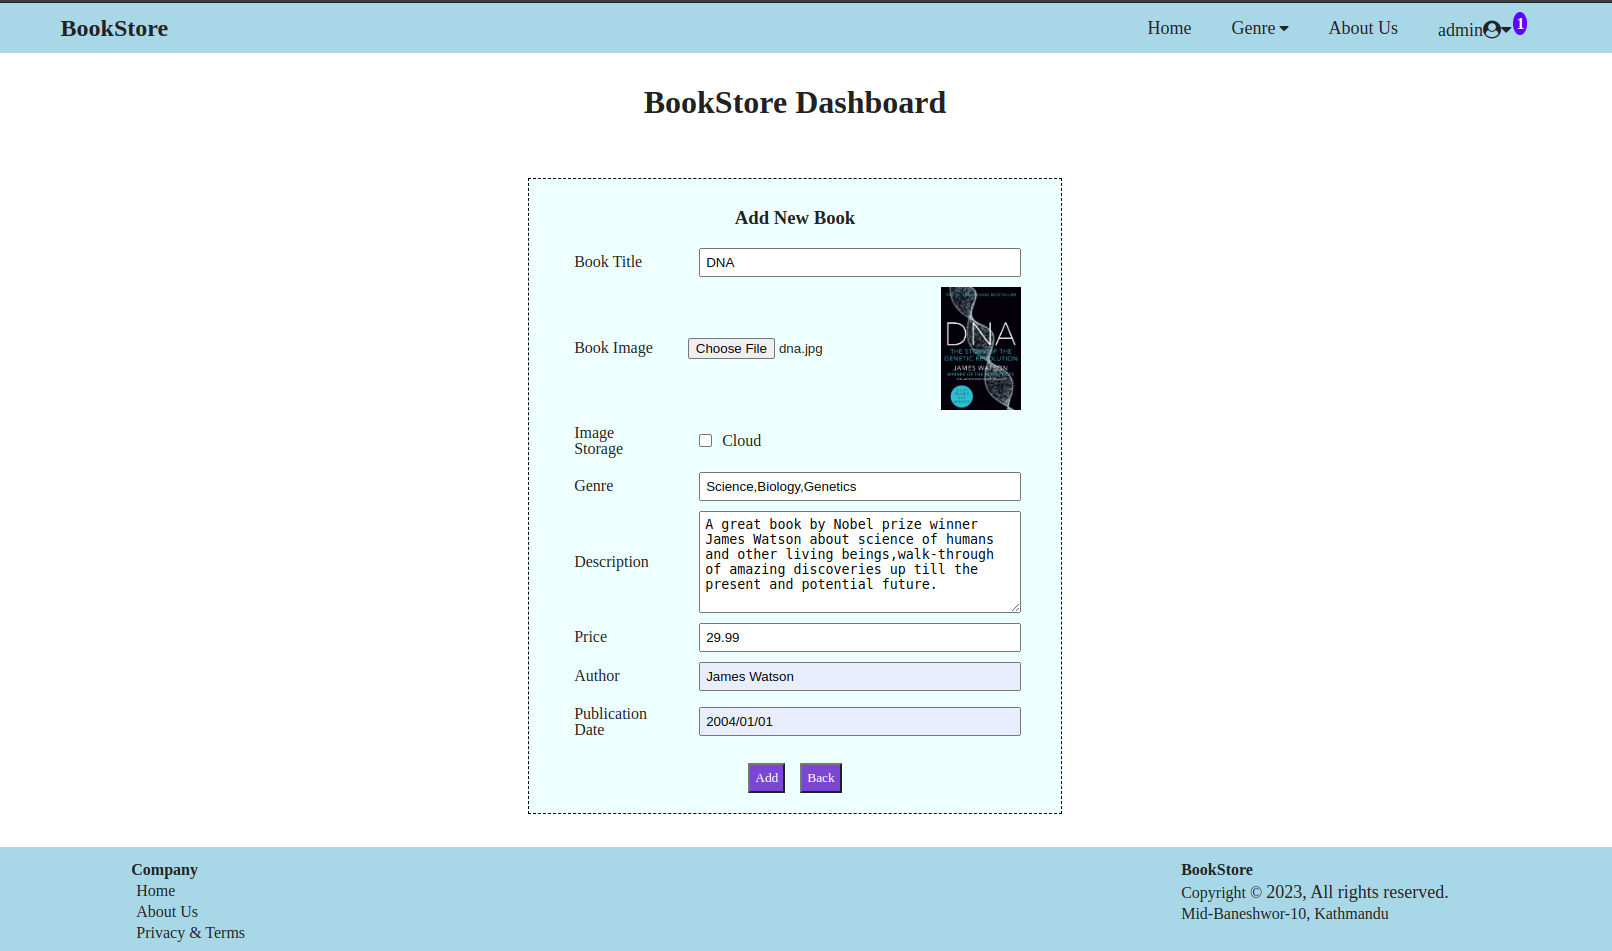 BookStore
Home
Genre
About Us
admin
1
BookStore Dashboard
Add New Book
Book Title
DNA
Book Image
Choose File dna.jpg
DNA
THE STORY OF THE
GENETIC REVOLUTION
JAMES WATSON
Image
Storage
Cloud
Genre
Science,Biology,Genetics
Description
A great book by Nobel prize winner
James Watson about science of humans
and other living beings,walk-through
of amazing discoveries up till the
present and potential future.
Price
29.99
Author
James Watson
Publication
Date
2004/01/01
Add
Back
Company
Home
About Us
Privacy & Terms
BookStore
Copyright © 2023, All rights reserved.
Mid-Baneshwor-10, Kathmandu